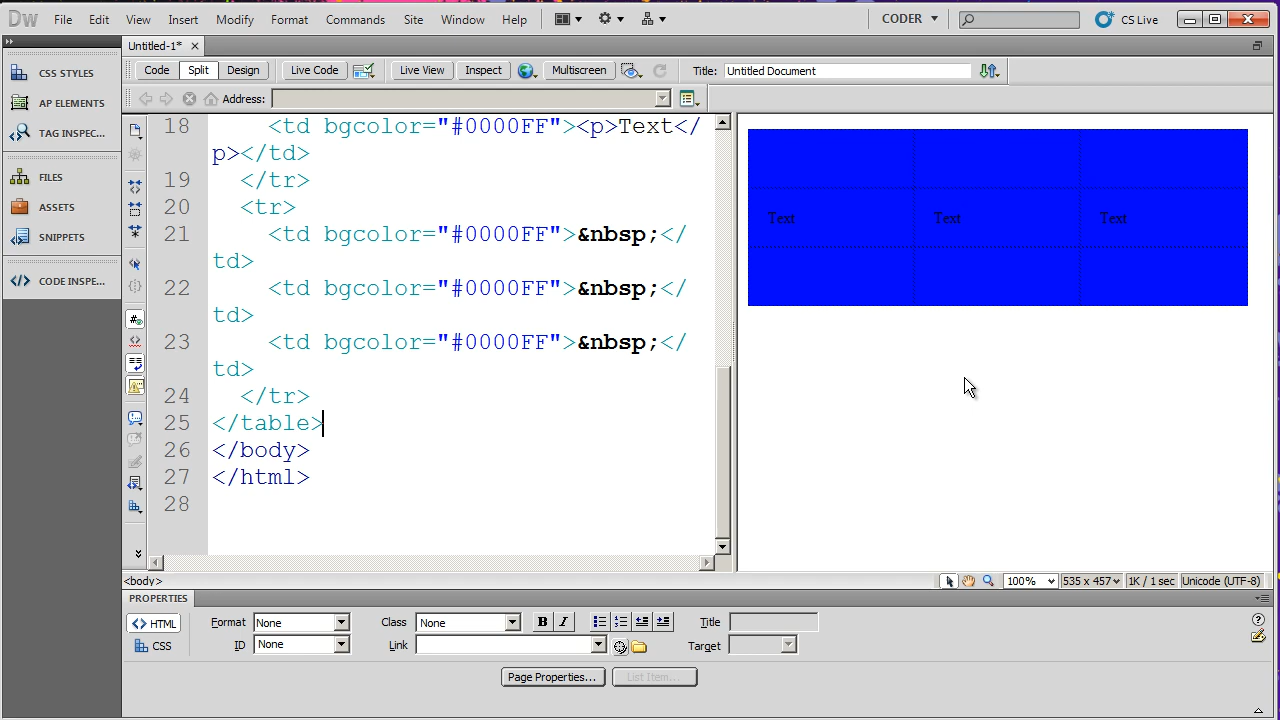 Dw File Edit View Insert Modify Format Commands Site Window Help CODER CS Live
Untitled-1*
Code Split Design Live Code Live View Inspect Multiscreen Title: Untitled Document
Address:
CSS STYLES
AP ELEMENTS
TAG INSPEC...
FILES
ASSETS
SNIPPETS
CODE INSPE...
18 <td bgcolor="#0000FF"><p>Text</
p></td>
19 </tr>
20 <tr>
21 <td bgcolor="#0000FF">&nbsp;</
td>
22 <td bgcolor="#0000FF">&nbsp;</
td>
23 <td bgcolor="#0000FF">&nbsp;</
td>
24 </tr>
25 </table>
26 </body>
27 </html>
28
Text Text Text
<body> 100% 535 x 457 1K / 1 sec Unicode (UTF-8)
PROPERTIES
<> HTML Format None Class None B I Title
CSS ID None Link Target
Page Properties... List Item...